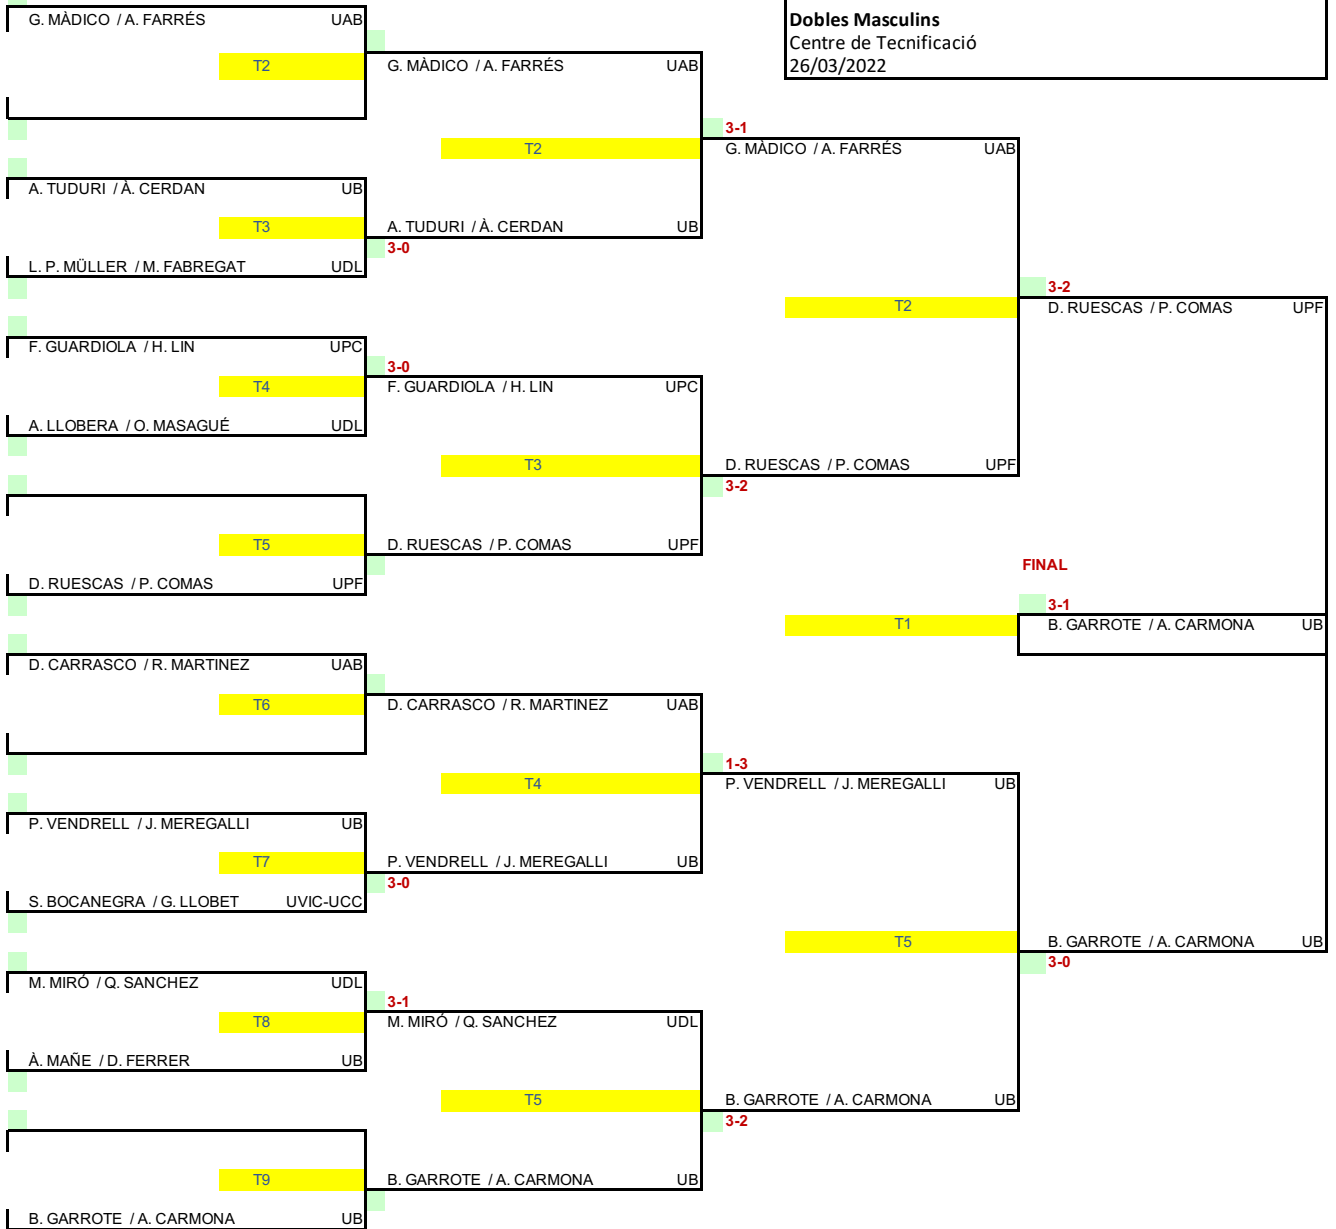 Dobles Masculins
Centre de Tecnificació
26/03/2022
G. MÀDICO / A. FARRÉS UAB
T2
G. MÀDICO / A. FARRÉS UAB
3-1
T2
G. MÀDICO / A. FARRÉS UAB
A. TUDURI / À. CERDAN UB
T3
A. TUDURI / À. CERDAN UB
3-0
L. P. MÜLLER / M. FABREGAT UDL
3-2
T2
D. RUESCAS / P. COMAS UPF
F. GUARDIOLA / H. LIN UPC
3-0
T4
F. GUARDIOLA / H. LIN UPC
A. LLOBERA / O. MASAGUÉ UDL
T3
D. RUESCAS / P. COMAS UPF
3-2
T5
D. RUESCAS / P. COMAS UPF
D. RUESCAS / P. COMAS UPF
FINAL
3-1
T1
B. GARROTE / A. CARMONA UB
D. CARRASCO / R. MARTINEZ UAB
T6
D. CARRASCO / R. MARTINEZ UAB
1-3
T4
P. VENDRELL / J. MEREGALLI UB
P. VENDRELL / J. MEREGALLI UB
T7
P. VENDRELL / J. MEREGALLI UB
3-0
S. BOCANEGRA / G. LLOBET UVIC-UCC
T5
B. GARROTE / A. CARMONA UB
3-0
M. MIRÓ / Q. SANCHEZ UDL
3-1
T8
M. MIRÓ / Q. SANCHEZ UDL
À. MAÑE / D. FERRER UB
T5
B. GARROTE / A. CARMONA UB
3-2
T9
B. GARROTE / A. CARMONA UB
B. GARROTE / A. CARMONA UB